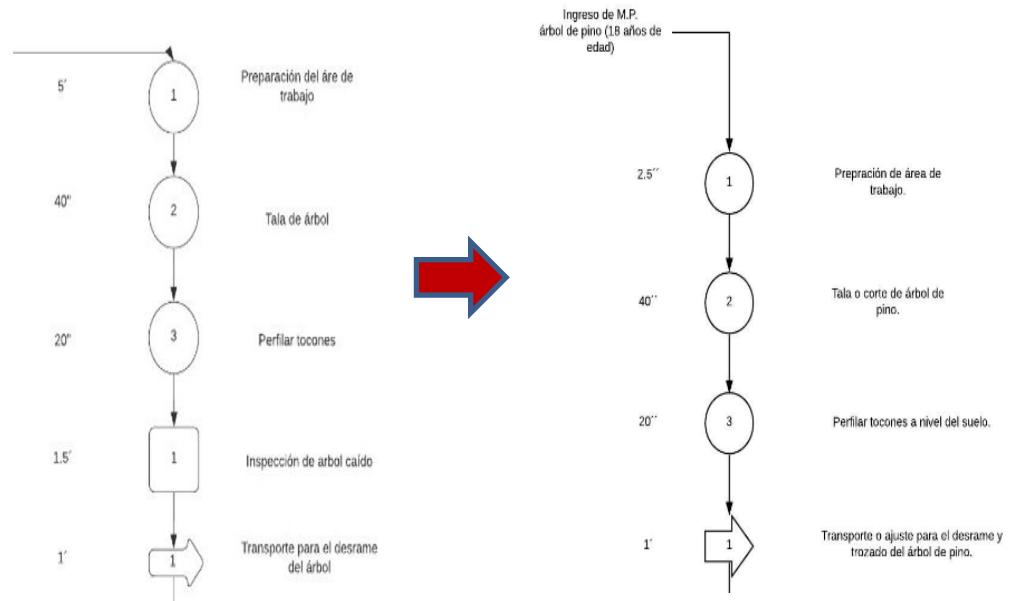 5´
1
Preparación del áre de
trabajo
40"
2
Tala de árbol
20"
3
Perfilar tocones
1.5´
1
Inspección de arbol caído
1´
1
Transporte para el desrame
del árbol
Ingreso de M.P.
árbol de pino (18 años de
edad)
2.5´´
1
Prepración de área de
trabajo.
40´´
2
Tala o corte de árbol de
pino.
20´´
3
Perfilar tocones a nivel del suelo.
1´
1
Transporte o ajuste para el desrame y
trozado del árbol de pino.